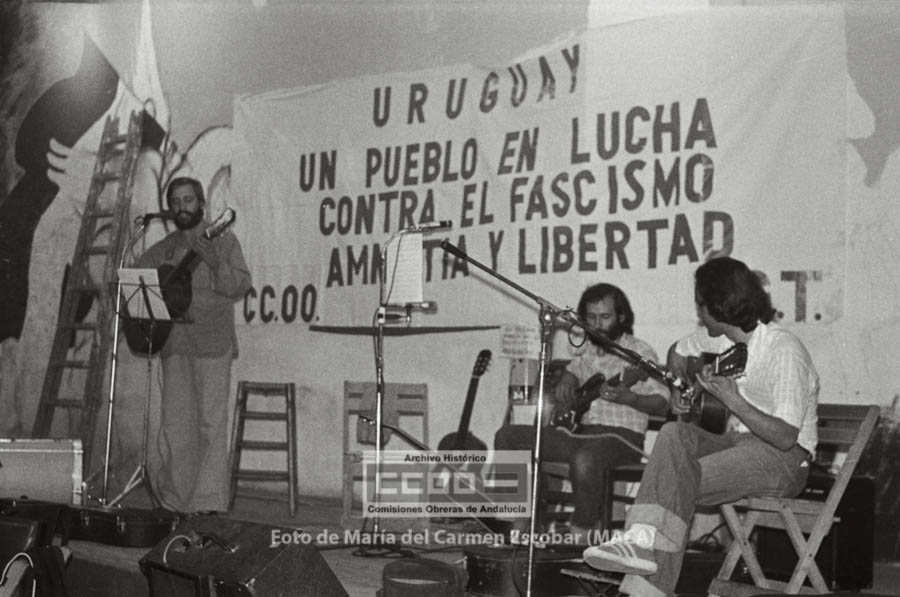 URUGUAY
UN PUEBLO EN LUCHA
CONTRA EL FASCISMO
Y LIBERTAD
CC.OO.
Archivo Histórico
CCOO
Comisiones Obreras de Andalucía
Foto de María del Carmen Escobar (MACA)